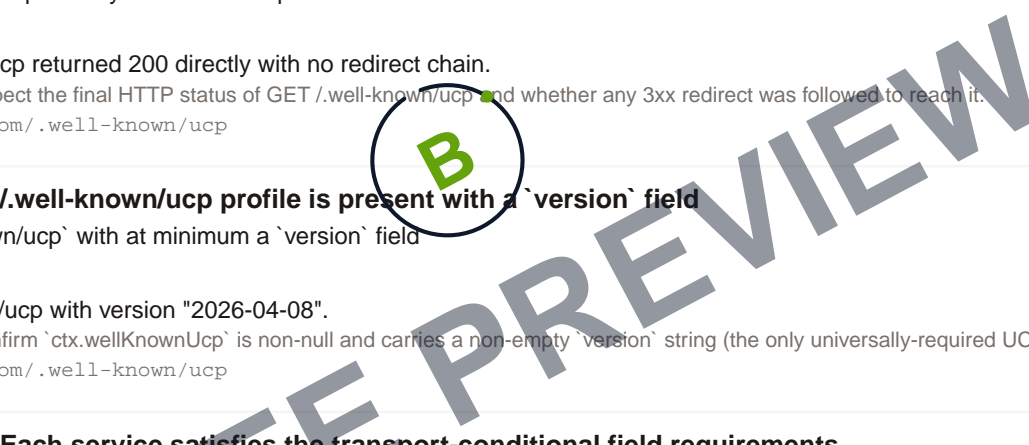 cp returned 200 directly with no redirect chain.
pect the final HTTP status of GET /.well-known/ucp and whether any 3xx redirect was followed to reach it.
om/.well-known/ucp
B
/.well-known/ucp profile is present with a `version` field
wn/ucp` with at minimum a `version` field
/ucp with version "2026-04-08".
nfirm `ctx.wellKnownUcp` is non-null and carries a non-empty `version` string (the only universally-required UC
om/.well-known/ucp
Each service satisfies the transport-conditional field requirements
PREVIEW